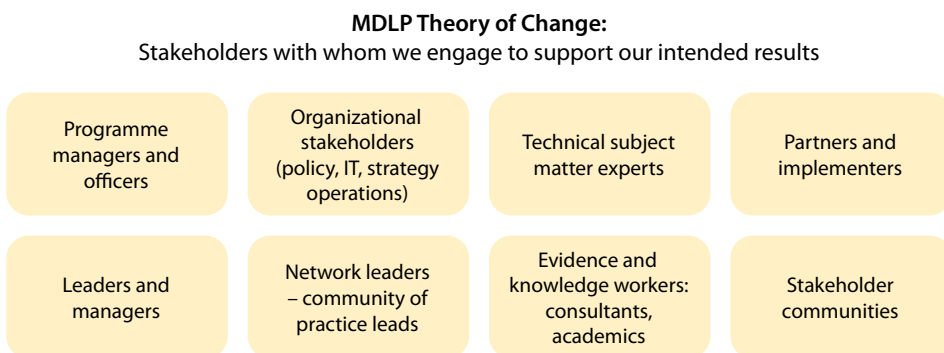 MDLP Theory of Change:
Stakeholders with whom we engage to support our intended results
Programme
managers and
officers
Organizational
stakeholders
(policy, IT, strategy
operations)
Technical subject
matter experts
Partners and
implementers
Leaders and
managers
Network leaders
– community of
practice leads
Evidence and
knowledge workers:
consultants,
academics
Stakeholder
communities